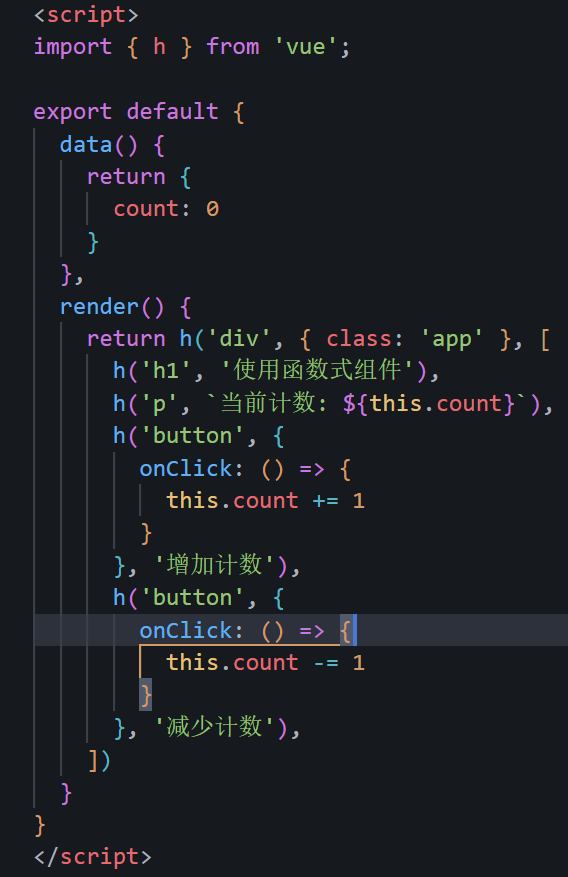 <script>
import { h } from 'vue';

export default {
  data() {
    return {
      count: 0
    }
  },
  render() {
    return h('div', { class: 'app' }, [
      h('h1', '使用函数式组件'),
      h('p', `当前计数: ${this.count}`),
      h('button', {
        onClick: () => {
          this.count += 1
        }
      }, '增加计数'),
      h('button', {
        onClick: () => {
          this.count -= 1
        }
      }, '减少计数'),
    ])
  }
}
</script>